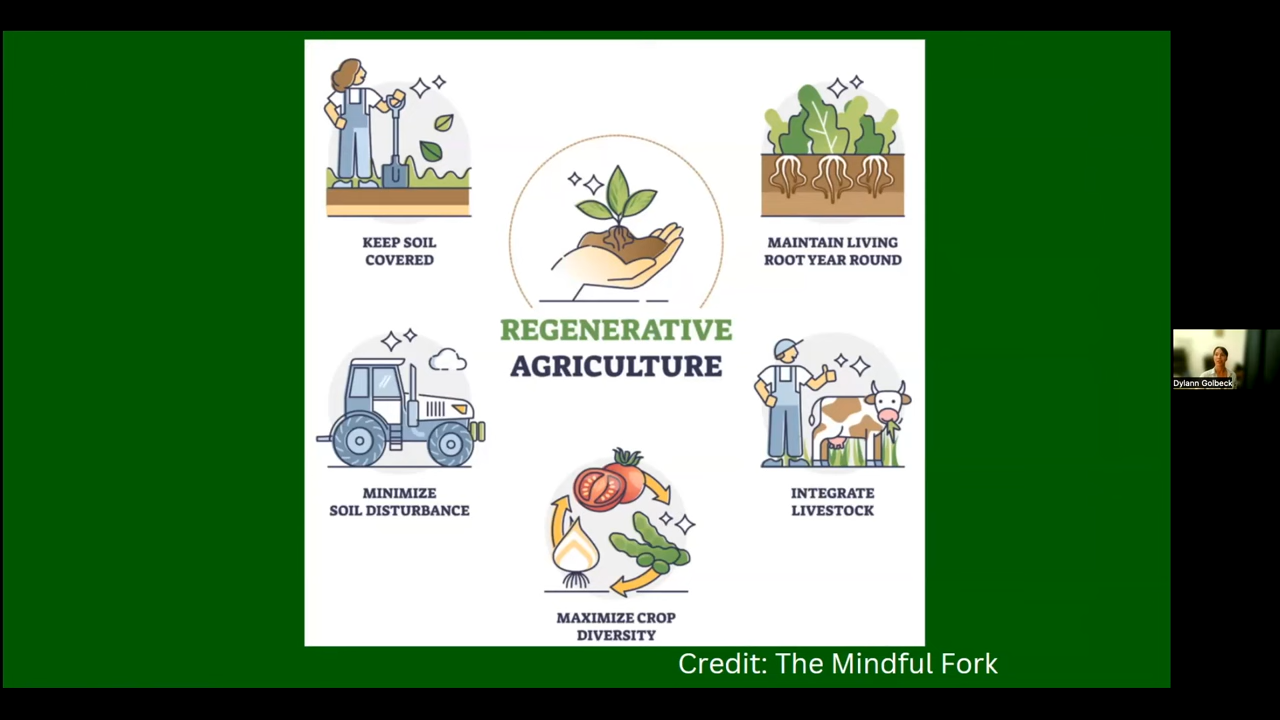 KEEP SOIL
COVERED
MAINTAIN LIVING
ROOT YEAR ROUND
REGENERATIVE
AGRICULTURE
MINIMIZE
SOIL DISTURBANCE
INTEGRATE
LIVESTOCK
MAXIMIZE CROP
DIVERSITY
Credit: The Mindful Fork
Dylann Golbeck